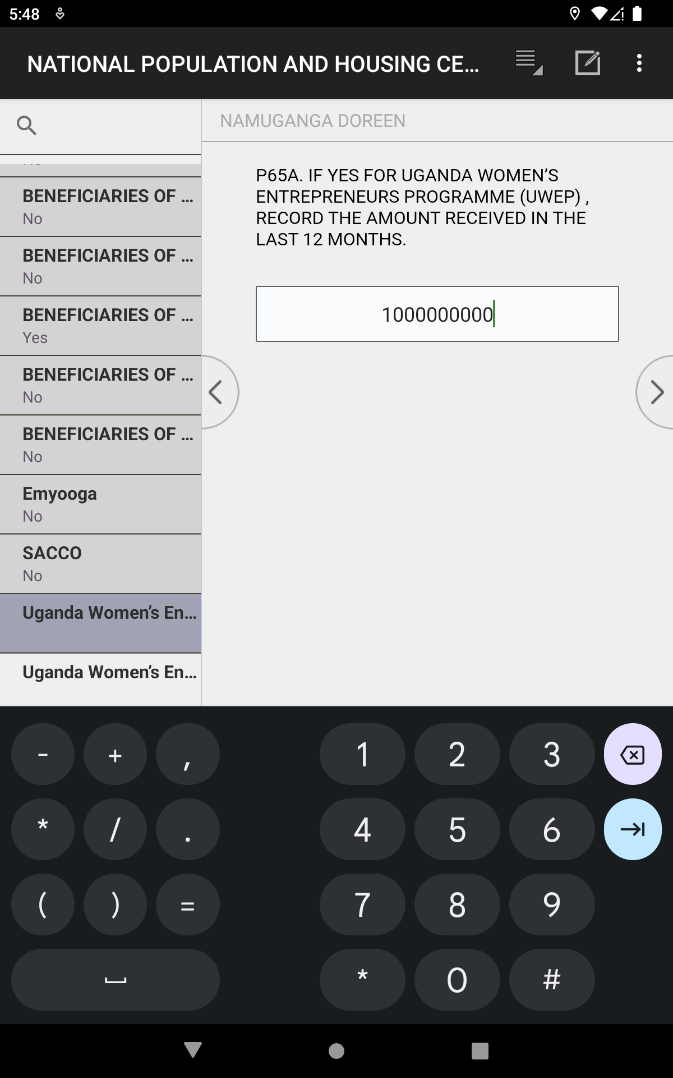 5:48
NATIONAL POPULATION AND HOUSING CE...
NAMUGANGA DOREEN
BENEFICIARIES OF ...
No
BENEFICIARIES OF ...
No
BENEFICIARIES OF ...
Yes
BENEFICIARIES OF ...
No
BENEFICIARIES OF ...
No
Emyooga
No
SACCO
No
Uganda Women’s En...
Uganda Women’s En...
P65A. IF YES FOR UGANDA WOMEN’S
ENTREPRENEURS PROGRAMME (UWEP) ,
RECORD THE AMOUNT RECEIVED IN THE
LAST 12 MONTHS.
1000000000
- + , 1 2 3
* / . 4 5 6
( ) = 7 8 9
* 0 #